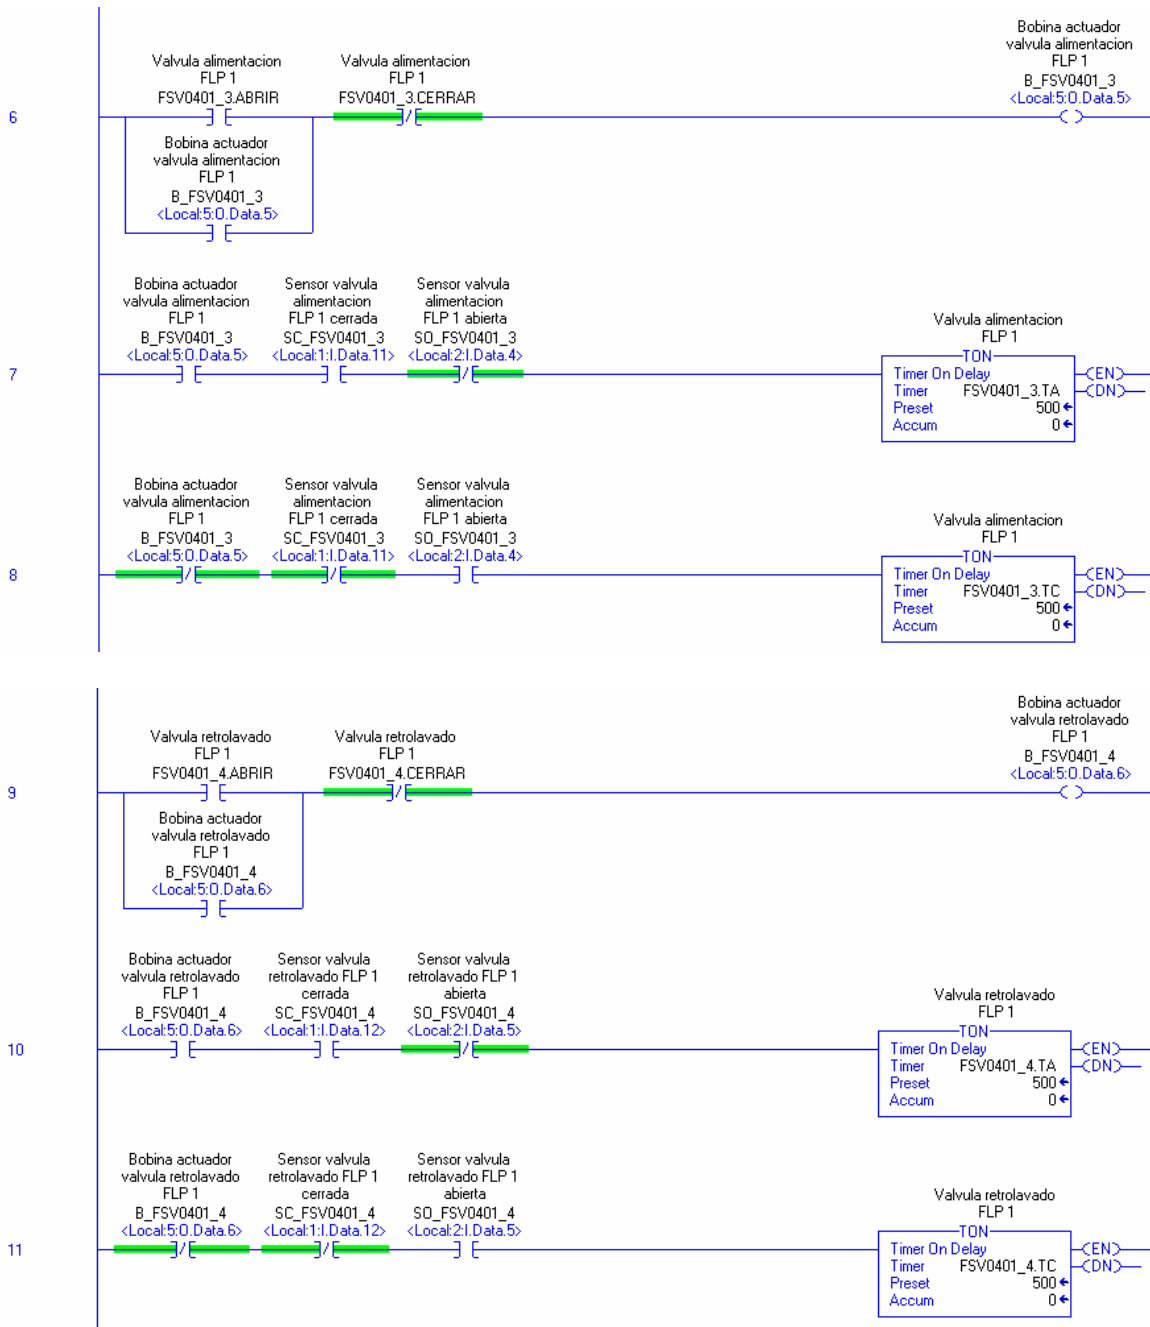 Bobina actuador
valvula alimentacion
FLP 1
B_FSV0401_3
<Local:5:O.Data.5>
Valvula alimentacion
FLP 1
FSV0401_3.ABRIR
Valvula alimentacion
FLP 1
FSV0401_3.CERRAR
6
Bobina actuador
valvula alimentacion
FLP 1
B_FSV0401_3
<Local:5:O.Data.5>
Bobina actuador
valvula alimentacion
FLP 1
B_FSV0401_3
<Local:5:O.Data.5>
Sensor valvula
alimentacion
FLP 1 cerrada
SC_FSV0401_3
<Local:1:I.Data.11>
Sensor valvula
alimentacion
FLP 1 abierta
SO_FSV0401_3
<Local:2:I.Data.4>
Valvula alimentacion
FLP 1
7
TON
Timer On Delay
Timer FSV0401_3.TA
Preset 500
Accum 0
EN
DN
Bobina actuador
valvula alimentacion
FLP 1
B_FSV0401_3
<Local:5:O.Data.5>
Sensor valvula
alimentacion
FLP 1 cerrada
SC_FSV0401_3
<Local:1:I.Data.11>
Sensor valvula
alimentacion
FLP 1 abierta
SO_FSV0401_3
<Local:2:I.Data.4>
Valvula alimentacion
FLP 1
8
TON
Timer On Delay
Timer FSV0401_3.TC
Preset 500
Accum 0
EN
DN
Bobina actuador
valvula retrolavado
FLP 1
B_FSV0401_4
<Local:5:O.Data.6>
Valvula retrolavado
FLP 1
FSV0401_4.ABRIR
Valvula retrolavado
FLP 1
FSV0401_4.CERRAR
9
Bobina actuador
valvula retrolavado
FLP 1
B_FSV0401_4
<Local:5:O.Data.6>
Bobina actuador
valvula retrolavado
FLP 1
B_FSV0401_4
<Local:5:O.Data.6>
Sensor valvula
retrolavado FLP 1
cerrada
SC_FSV0401_4
<Local:1:I.Data.12>
Sensor valvula
retrolavado FLP 1
abierta
SO_FSV0401_4
<Local:2:I.Data.5>
Valvula retrolavado
FLP 1
10
TON
Timer On Delay
Timer FSV0401_4.TA
Preset 500
Accum 0
EN
DN
Bobina actuador
valvula retrolavado
FLP 1
B_FSV0401_4
<Local:5:O.Data.6>
Sensor valvula
retrolavado FLP 1
cerrada
SC_FSV0401_4
<Local:1:I.Data.12>
Sensor valvula
retrolavado FLP 1
abierta
SO_FSV0401_4
<Local:2:I.Data.5>
Valvula retrolavado
FLP 1
11
TON
Timer On Delay
Timer FSV0401_4.TC
Preset 500
Accum 0
EN
DN